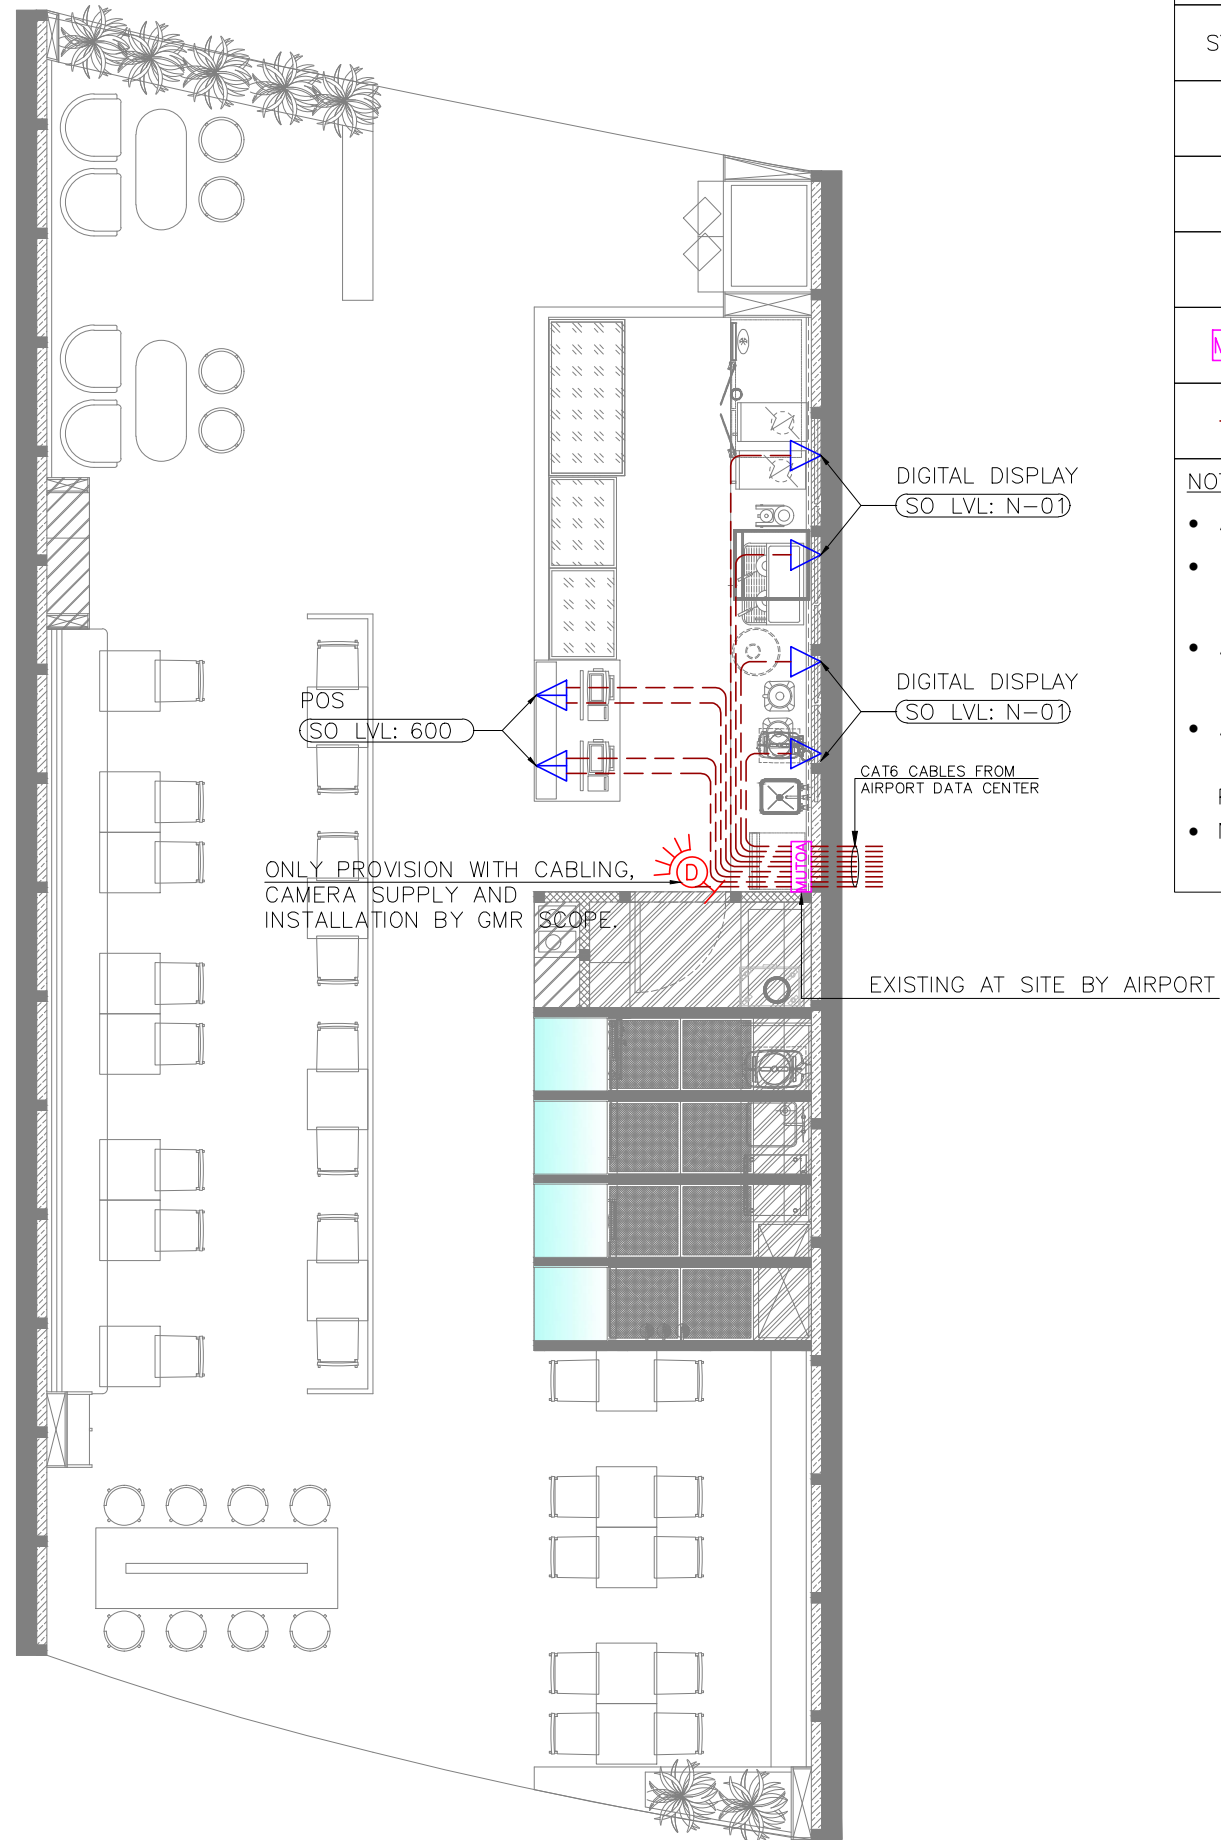 DIGITAL DISPLAY
SO LVL: N-01
DIGITAL DISPLAY
SO LVL: N-01
POS
SO LVL: 600
CAT6 CABLES FROM
AIRPORT DATA CENTER
ONLY PROVISION WITH CABLING,
CAMERA SUPPLY AND
INSTALLATION BY GMR SCOPE.
D
MUTOA
EXISTING AT SITE BY AIRPORT